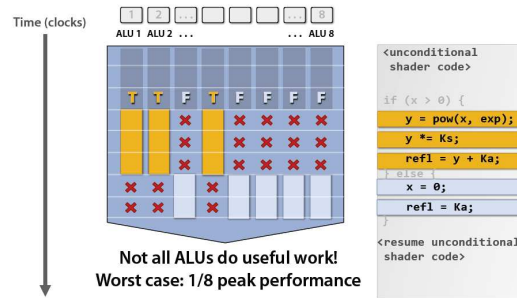 Time (clocks)
1 2 ... ... 8
ALU 1 ALU 2 . . . . . . ALU 8
T T F T F F F F
<unconditional
shader code>
if (x > 0) {
y = pow(x, exp);
y *= Ks;
refl = y + Ka;
} else {
x = 0;
refl = Ka;
}
<resume unconditional
shader code>
Not all ALUs do useful work!
Worst case: 1/8 peak performance